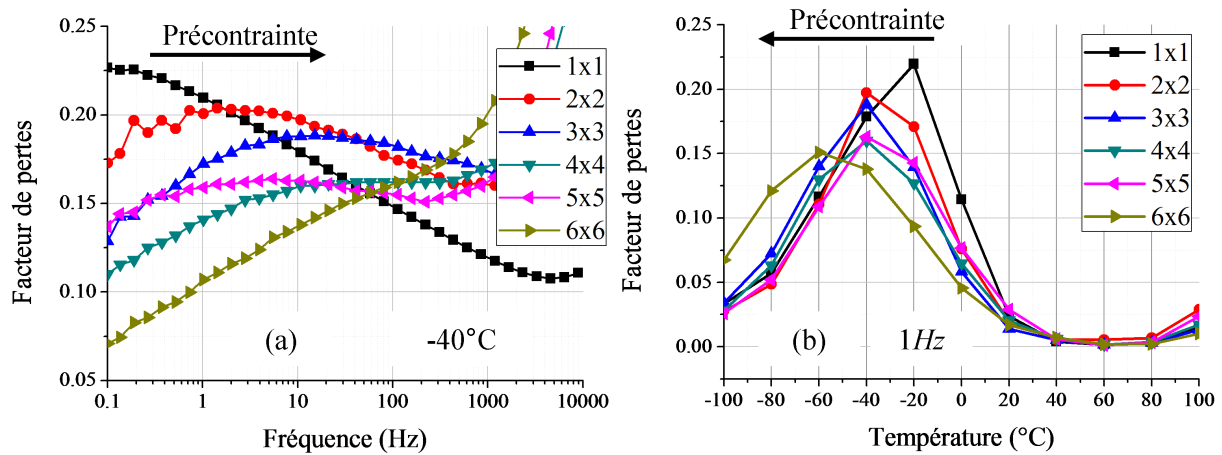 Facteur de pertes
0.25
0.20
0.15
0.10
0.05
Précontrainte
1x1
2x2
3x3
4x4
5x5
6x6
(a)
-40°C
0.1
1
10
100
1000
10000
Fréquence (Hz)
Facteur de pertes
0.25
0.20
0.15
0.10
0.05
0.00
Précontrainte
1x1
2x2
3x3
4x4
5x5
6x6
(b)
1Hz
-100
-80
-60
-40
-20
0
20
40
60
80
100
Température (°C)